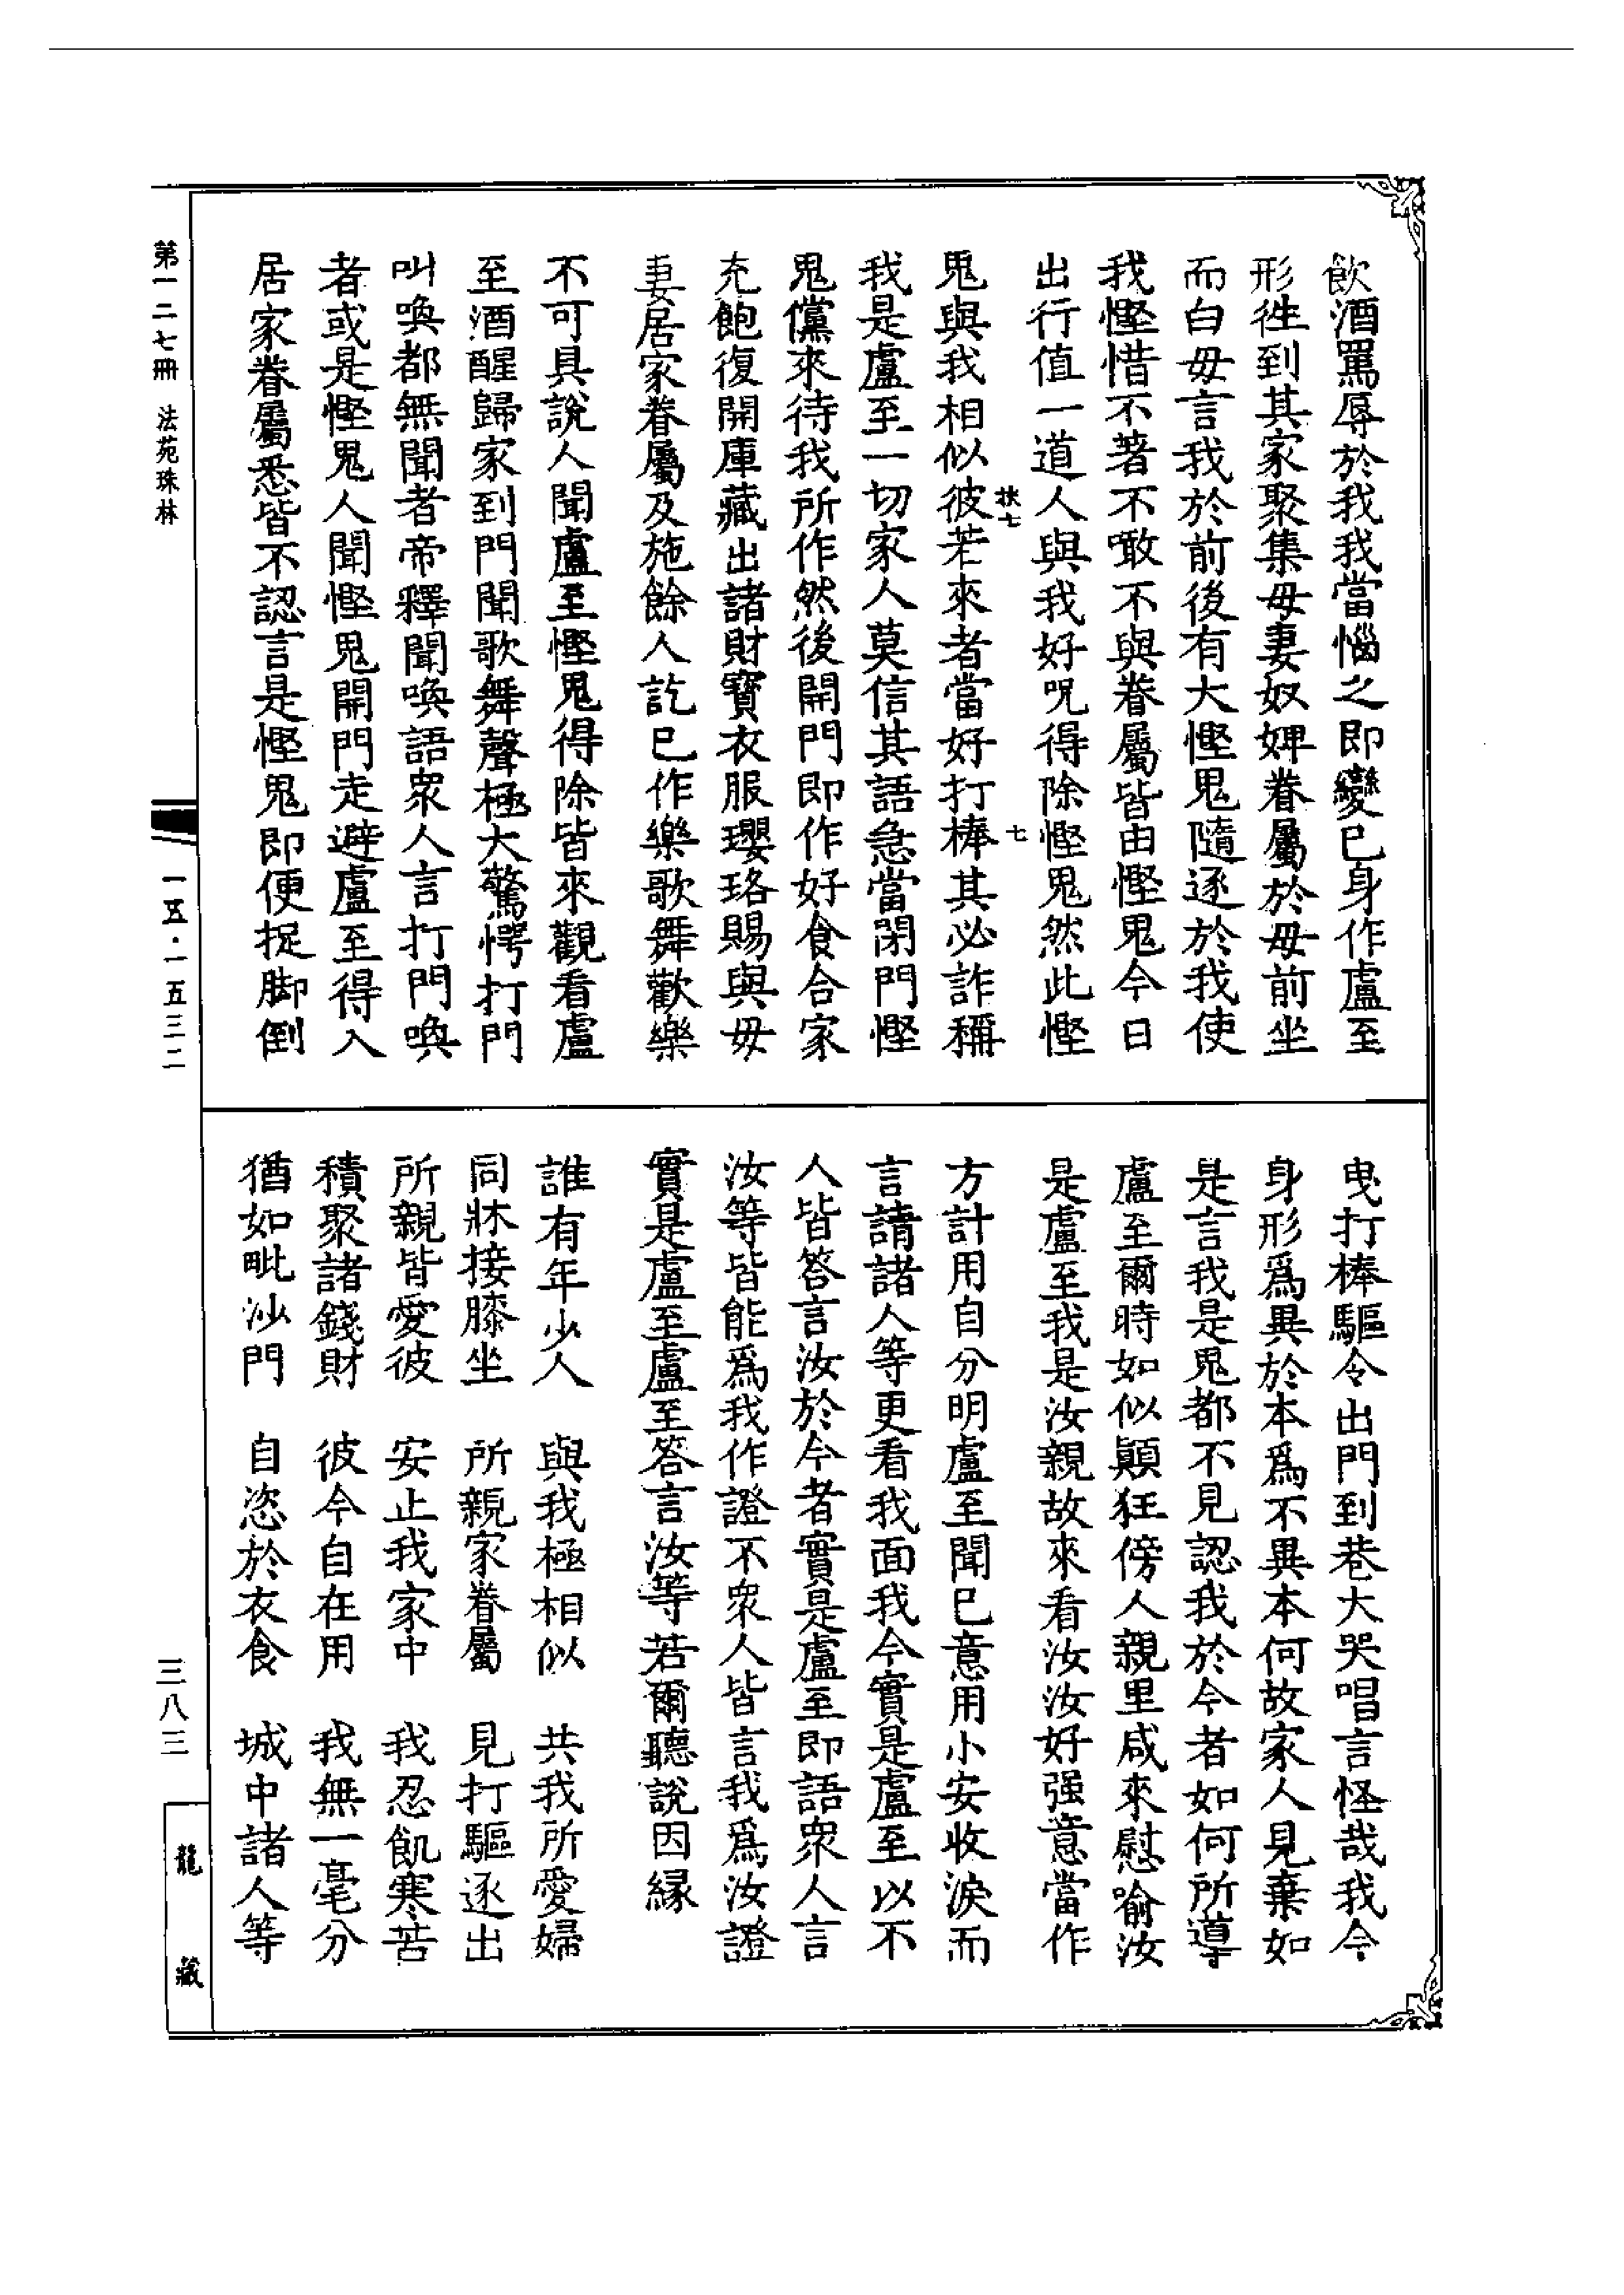 飲酒罵辱於我我當惱之即變已身作盧至
形徃到其家聚集毋妻奴婢眷屬於毋前坐
而白毋言我於前後有大慳鬼隨逐於我使
我慳惜不著不噉不與眷屬皆由慳鬼今日
出行值一道人與我好呪得除慳鬼然此慳
扶七
七
鬼與我相似彼若來者當好打棒其必詐稱
我是盧至一切家人莫信其語急當閉門慳
鬼儻來待我所作然後開門即作好食合家
充飽復開庫藏出諸財寶衣服瓔珞賜與毋
妻居家眷屬及施餘人訖已作樂歌舞歡樂
不可具說人聞盧至慳鬼得除皆來觀看盧
至酒醒歸家到門聞歌舞聲極大驚愕打門
叫喚都無聞者帝釋聞喚語衆人言打門喚
者或是慳鬼人聞慳鬼開門走避盧至得入
居家眷屬悉皆不認言是慳鬼即便捉脚倒
曳打棒驅令出門到巷大哭唱言怪哉我今
身形爲異於本爲不異本何故家人見棄如
是言我是鬼都不見認我於今者如何所導
盧至爾時如似顛狂傍人親里咸來慰喻汝
是盧至我是汝親故來看汝汝好强意當作
方計用自分明盧至聞已意用小安收淚而
言請諸人等更看我面我今實是盧至以不
人皆答言汝於今者實是盧至即語衆人言
汝等皆能爲我作證不衆人皆言我爲汝證
實是盧至盧至答言汝等若爾聽說因緣
誰有年少人　與我極相似　共我所愛婦
同牀接膝坐　所親家眷屬　見打驅逐出
所親皆愛彼　安止我家中　我忍飢寒苦
積聚諸錢財　彼今自在用　我無一毫分
猶如毗沙門　自恣於衣食　城中諸人等
第一二七冊　法苑珠林
一五·一五三二
三八三
龍藏